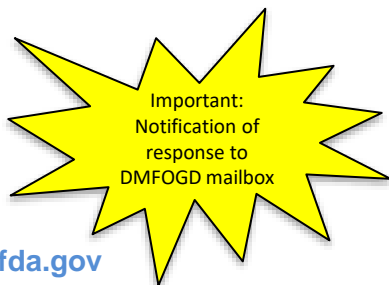 Important:
Notification of
response to
DMFOGD mailbox
fda.gov